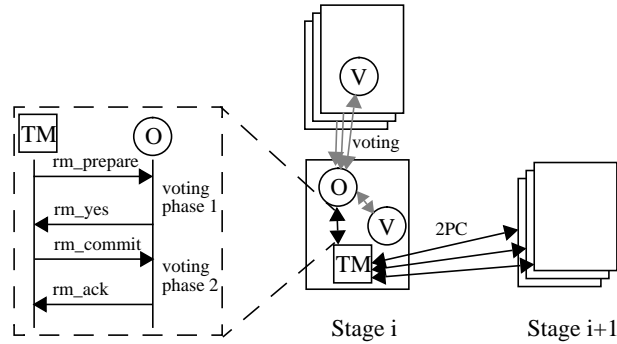 V
voting
TM
O
rm_prepare
voting
phase 1
rm_yes
rm_commit
voting
phase 2
rm_ack
O
V
TM
2PC
Stage i
Stage i+1